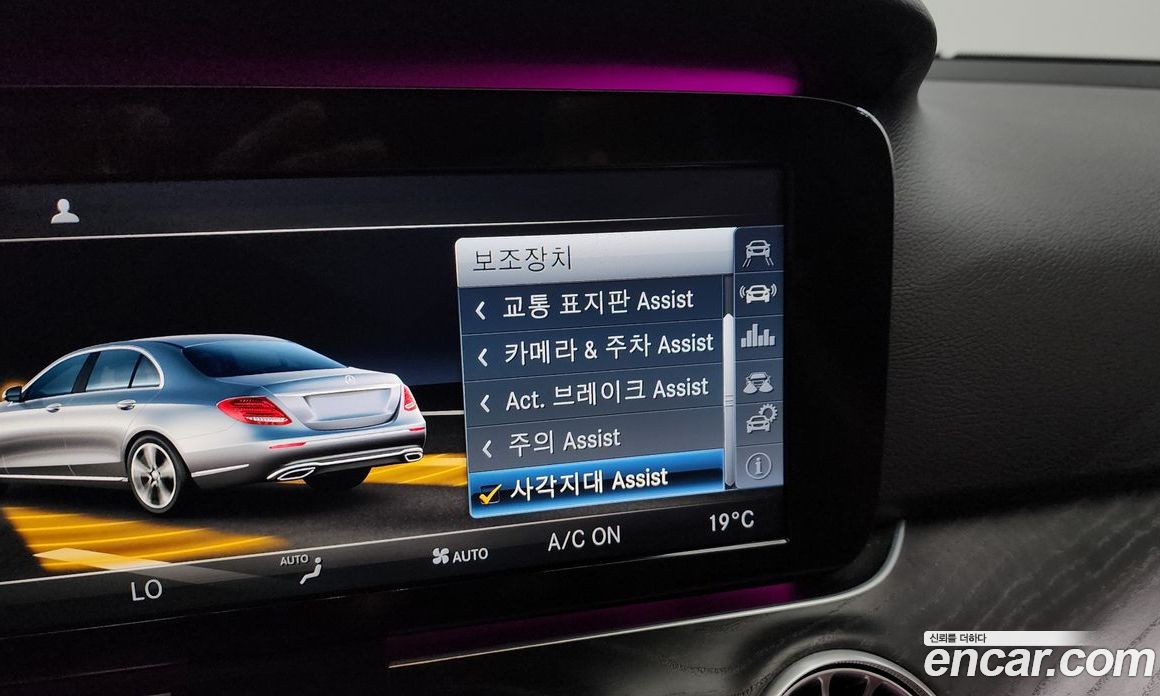 보조장치
교통 표지판 Assist
카메라 & 주차 Assist
Act. 브레이크 Assist
주의 Assist
사각지대 Assist
LO
AUTO
AUTO
A/C ON
19°C
신뢰를 더하다
encar.com